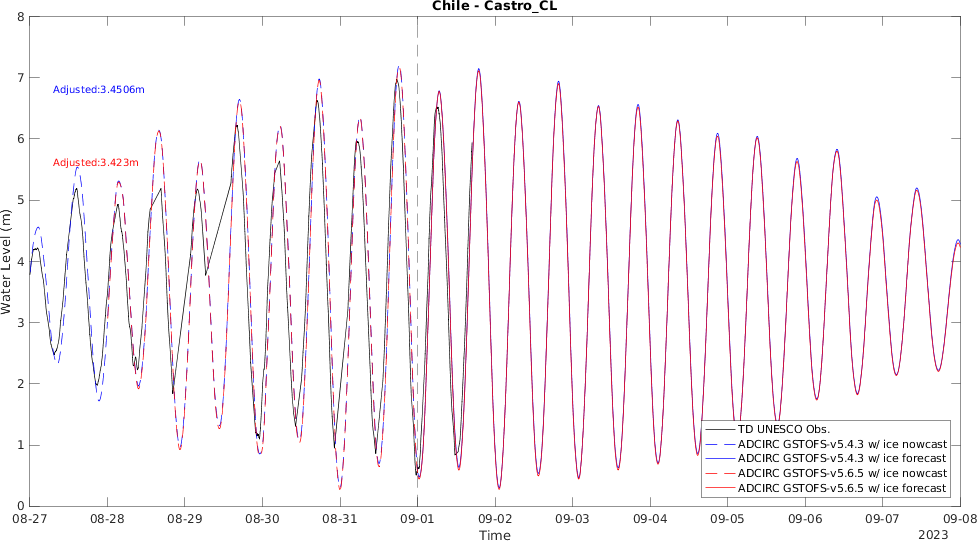 Chile - Castro_CL
8
7
6
5
4
3
2
1
0
Water Level (m)
Adjusted:3.4506m
Adjusted:3.423m
TD UNESCO Obs.
ADCIRC GSTOFS-v5.4.3 w/ ice nowcast
ADCIRC GSTOFS-v5.4.3 w/ ice forecast
ADCIRC GSTOFS-v5.6.5 w/ ice nowcast
ADCIRC GSTOFS-v5.6.5 w/ ice forecast
08-27 08-28 08-29 08-30 08-31 09-01 09-02 09-03 09-04 09-05 09-06 09-07 09-08
Time
2023